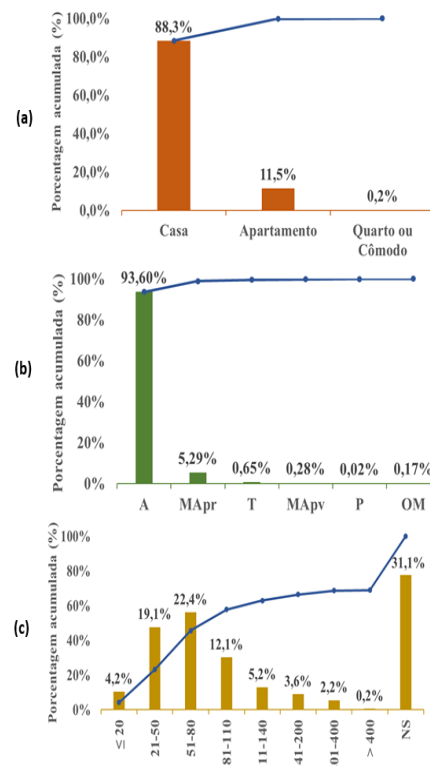 (a)
Porcentagem acumulada (%)
100,0%
80,0%
60,0%
40,0%
20,0%
0,0%
88,3%
11,5%
0,2%
Casa
Apartamento
Quarto ou
Cômodo
(b)
Porcentagem acumulada (%)
100%
80%
60%
40%
20%
0%
93,60%
5,29%
0,65%
0,28%
0,02%
0,17%
A
MApr
T
MApv
P
OM
(c)
Porcentagem acumulada (%)
100%
80%
60%
40%
20%
0%
4,2%
19,1%
22,4%
12,1%
5,2%
3,6%
2,2%
0,2%
31,1%
≤ 20
21-50
51-80
81-110
11-140
41-200
01-400
> 400
NS